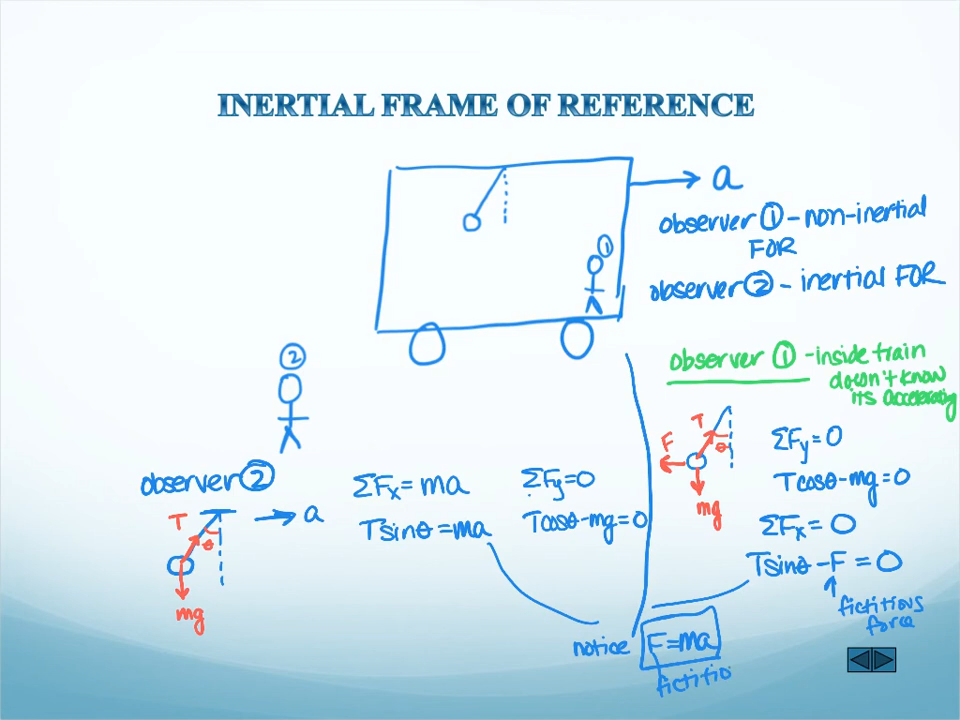 INERTIAL FRAME OF REFERENCE
a
observer ① - non-inertial
FOR
observer ② - inertial FOR
①
②
observer ① - inside train
doesn't know
its accelerating
F
T
θ
mg
ΣFy = 0
Tcosθ - mg = 0
ΣFx = 0
Tsinθ - F = 0
fictitious
force
observer ②
T
θ
mg
a
ΣFx = ma
Tsinθ = ma
ΣFy = 0
Tcosθ - mg = 0
notice
F = ma
fictitio